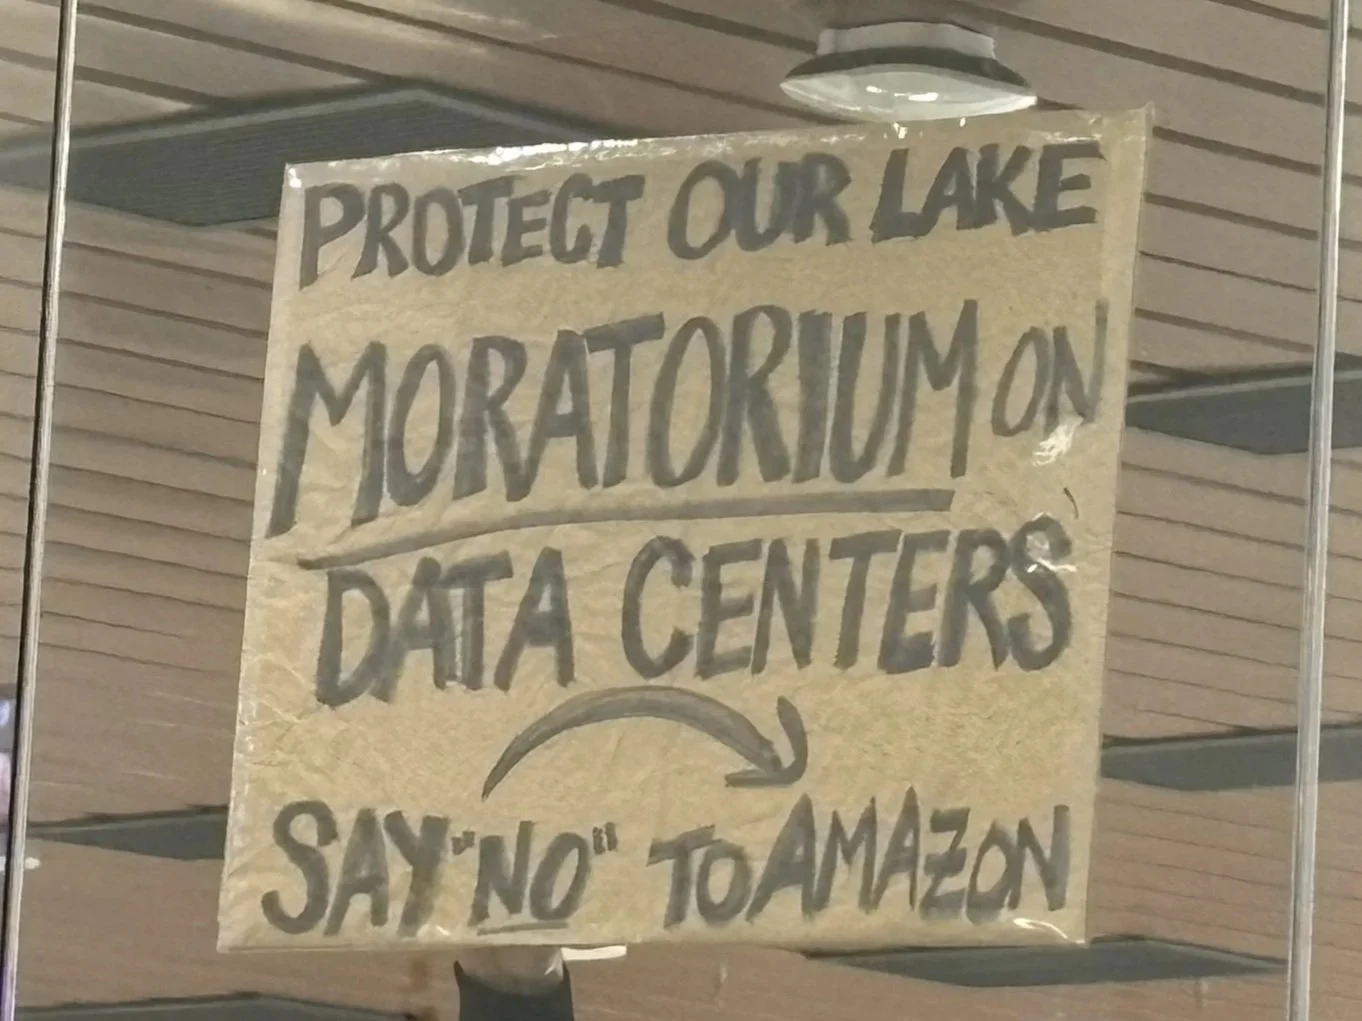 PROTECT OUR LAKE
MORATORIUM ON
DATA CENTERS
SAY "NO" TO AMAZON